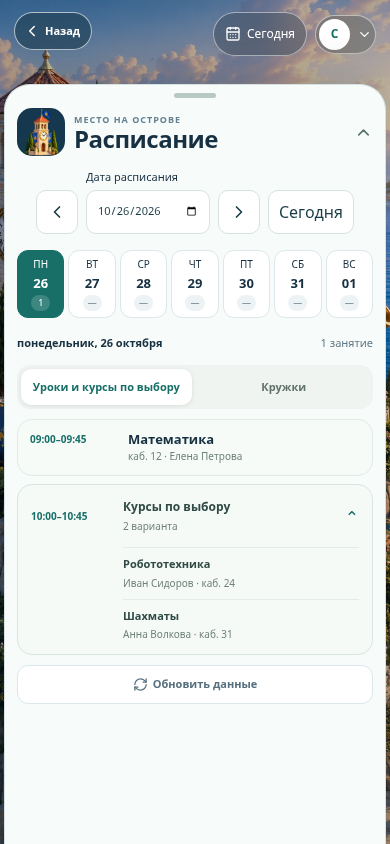 Назад
Сегодня
С
МЕСТО НА ОСТРОВЕ
Расписание
Дата расписания
10/26/2026
Сегодня
ПН ВТ СР ЧТ ПТ СБ ВС
26 27 28 29 30 31 01
1 — — — — — —
понедельник, 26 октября 1 занятие
Уроки и курсы по выбору Кружки
09:00–09:45 Математика
каб. 12 · Елена Петрова
Курсы по выбору
10:00–10:45
2 варианта
Робототехника
Иван Сидоров · каб. 24
Шахматы
Анна Волкова · каб. 31
Обновить данные